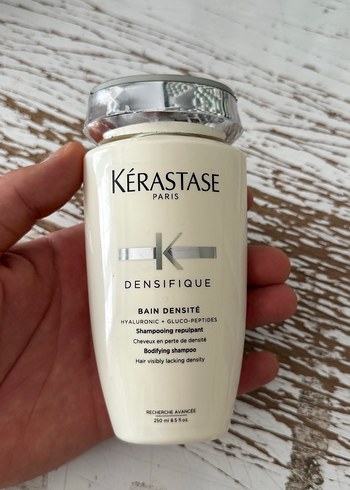 KÉRASTASE
PARIS
K
DENSIFIQUE
BAIN DENSITÉ
HYALURONIC + GLUCO-PEPTIDES
Shampooing repulpant
Cheveux en perte de densité
Bodifying shampoo
Hair visibly lacking density
RECHERCHE AVANCÉE
250 ml 8.5 fl. oz.